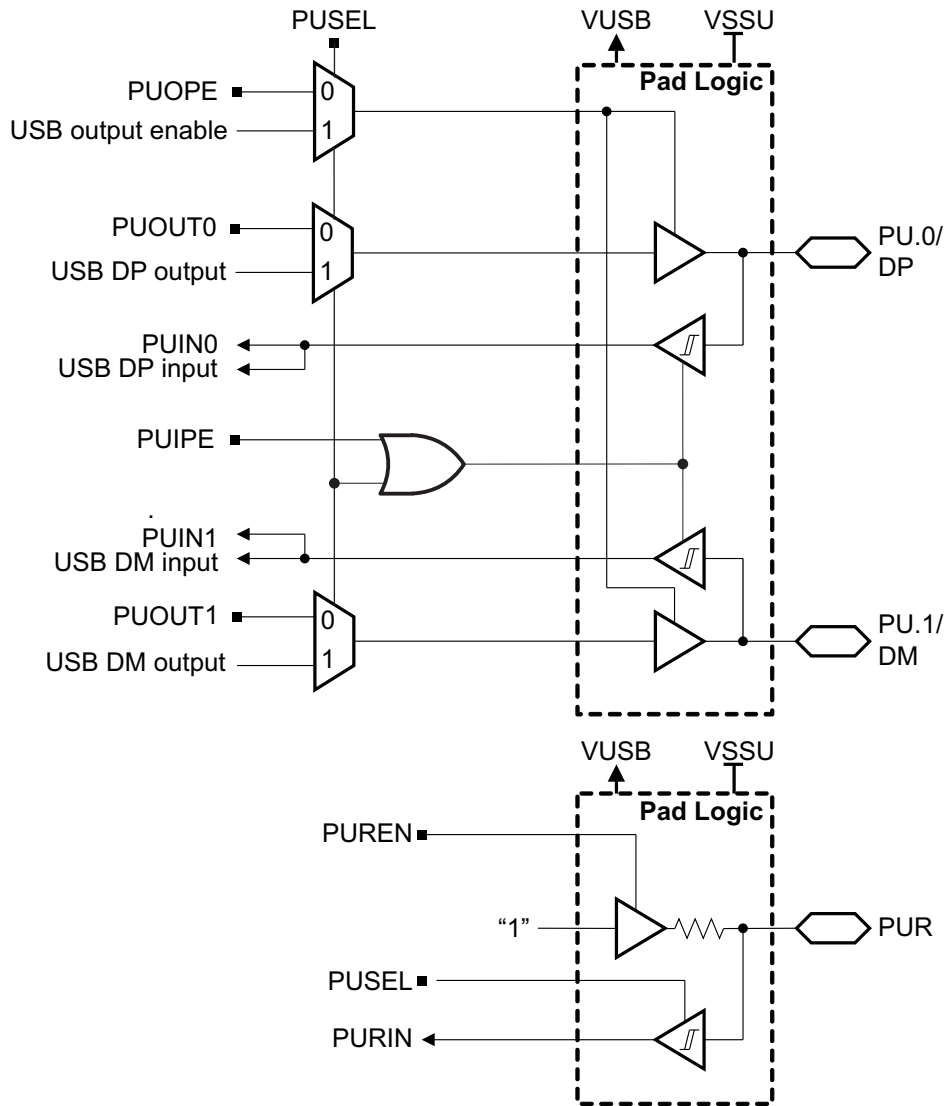 PUSEL
VUSB
VSSU
Pad Logic
PUOPE
0
USB output enable
1
PUOUT0
0
USB DP output
1
PU.0/
DP
PUIN0
USB DP input
PUIPE
.
PUIN1
USB DM input
PUOUT1
0
USB DM output
1
PU.1/
DM
VUSB
VSSU
Pad Logic
PUREN
“1”
PUR
PUSEL
PURIN